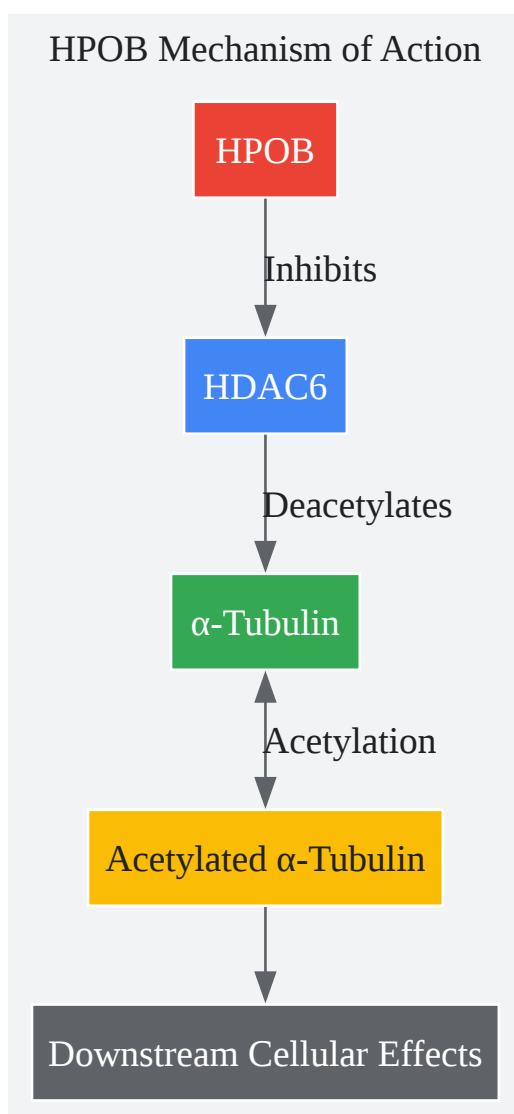 HPOB Mechanism of Action
HPOB
Inhibits
HDAC6
Deacetylates
α-Tubulin
Acetylation
Acetylated α-Tubulin
Downstream Cellular Effects